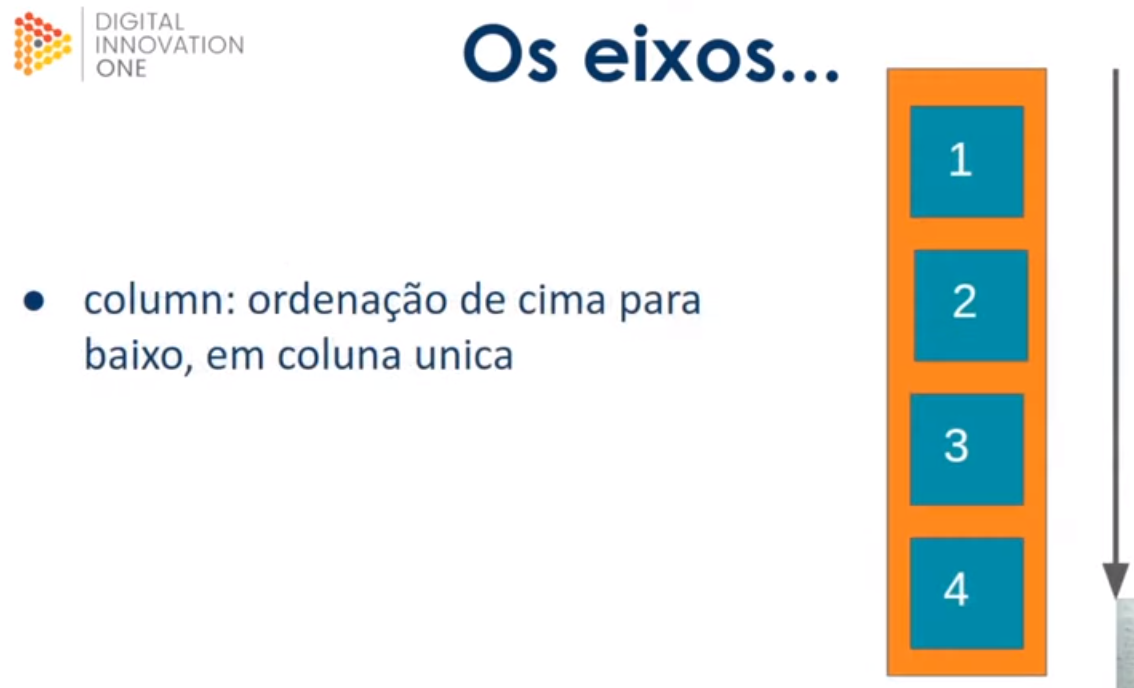 DIGITAL
INNOVATION
ONE
Os eixos...
● column: ordenação de cima para
baixo, em coluna unica
1
2
3
4